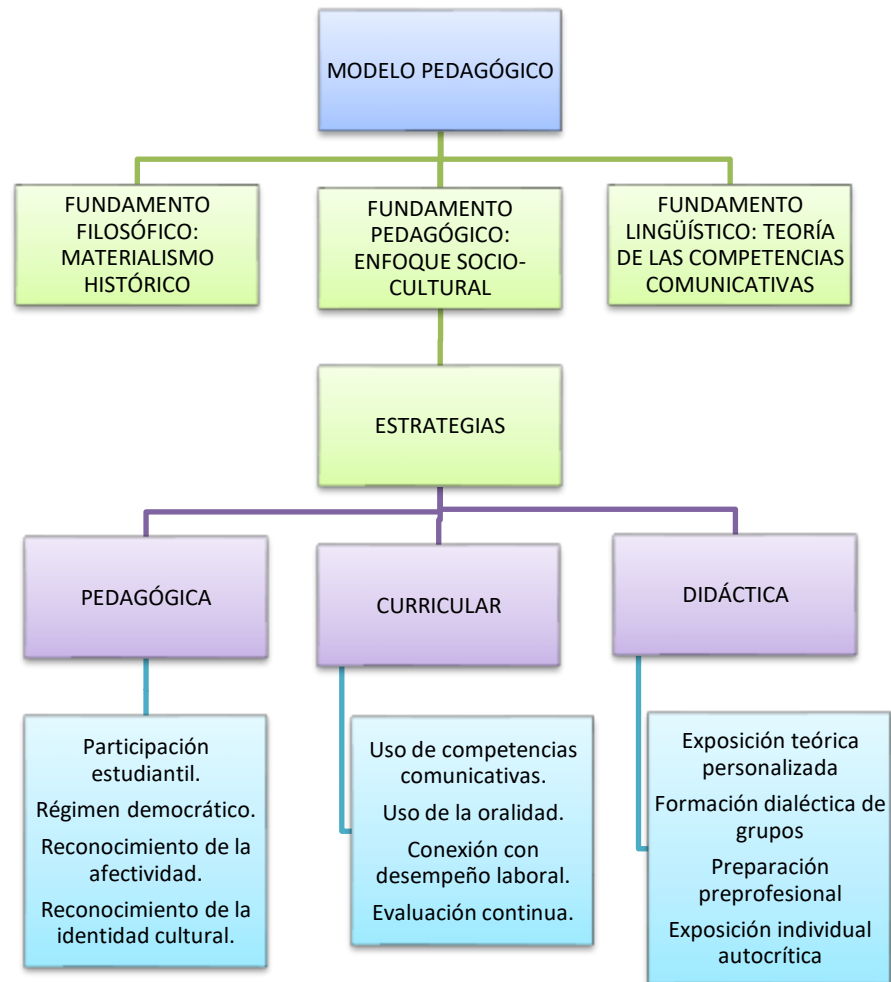 MODELO PEDAGÓGICO
FUNDAMENTO
FILOSÓFICO:
MATERIALISMO
HISTÓRICO
FUNDAMENTO
PEDAGÓGICO:
ENFOQUE SOCIO-
CULTURAL
FUNDAMENTO
LINGÜÍSTICO: TEORÍA
DE LAS COMPETENCIAS
COMUNICATIVAS
ESTRATEGIAS
PEDAGÓGICA
CURRICULAR
DIDÁCTICA
Participación
estudiantil.
Régimen democrático.
Reconocimiento de la
afectividad.
Reconocimiento de la
identidad cultural.
Uso de competencias
comunicativas.
Uso de la oralidad.
Conexión con
desempeño laboral.
Evaluación continua.
Exposición teórica
personalizada
Formación dialéctica de
grupos
Preparación
preprofesional
Exposición individual
autocrítica